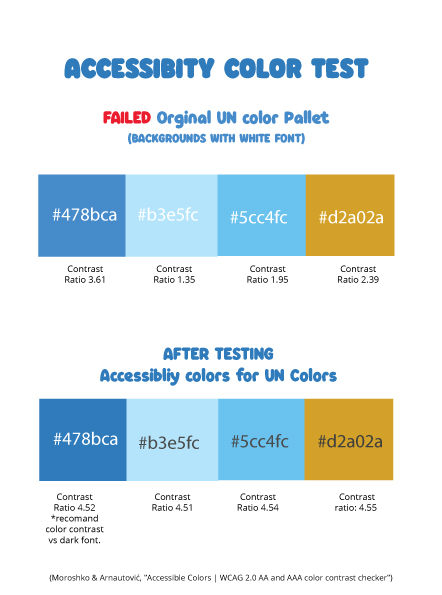 ACCESSIBITY COLOR TEST
FAILED Orginal UN color Pallet
(BACKGROUNDS WITH WHITE FONT)
#478bca #b3e5fc #5cc4fc #d2a02a
Contrast Contrast Contrast Contrast
Ratio 3.61 Ratio 1.35 Ratio 1.95 Ratio 2.39
AFTER TESTING
Accessibliy colors for UN Colors
#478bca #b3e5fc #5cc4fc #d2a02a
Contrast Contrast Contrast Contrast
Ratio 4.52 Ratio 4.51 Ratio 4.54 ratio: 4.55
*recomand
color contrast
vs dark font.
(Moroshko & Arnautović, "Accessible Colors | WCAG 2.0 AA and AAA color contrast checker")